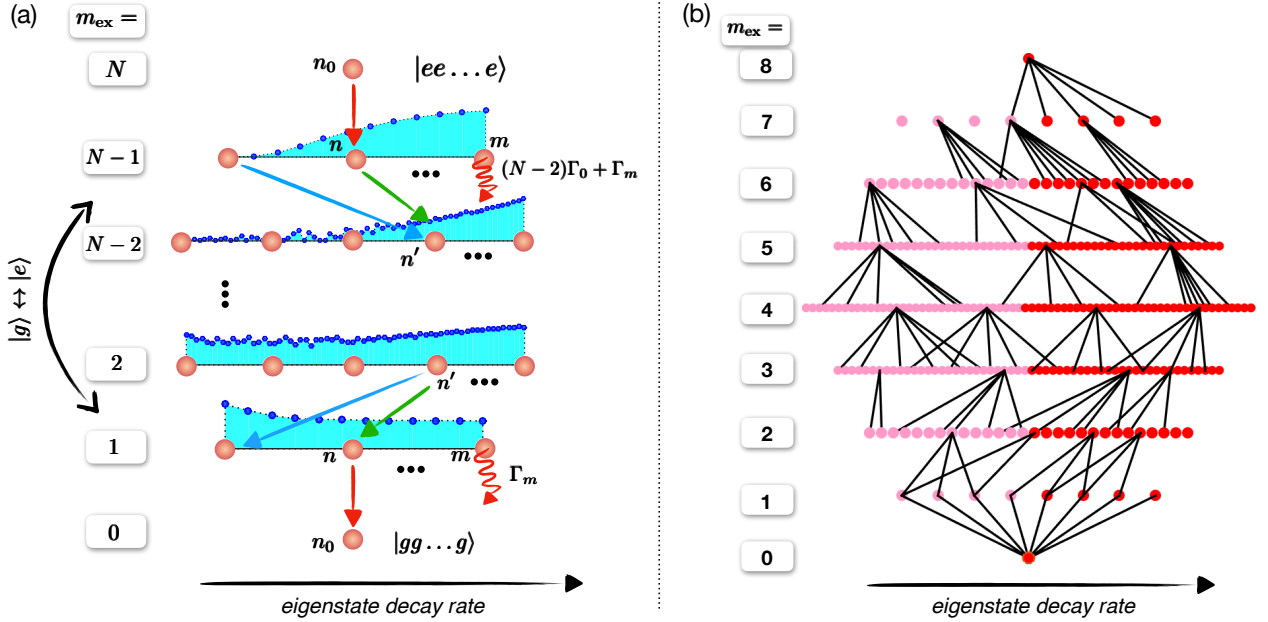 (a)
m_ex =
N
n_0
|ee...e⟩
n
m
N − 1
(N−2)Γ_0 + Γ_m
N − 2
n′
|g⟩ ↔ |e⟩
2
n′
1
n
m
Γ_m
0
n_0
|gg...g⟩
eigenstate decay rate
(b)
m_ex =
8
7
6
5
4
3
2
1
0
eigenstate decay rate